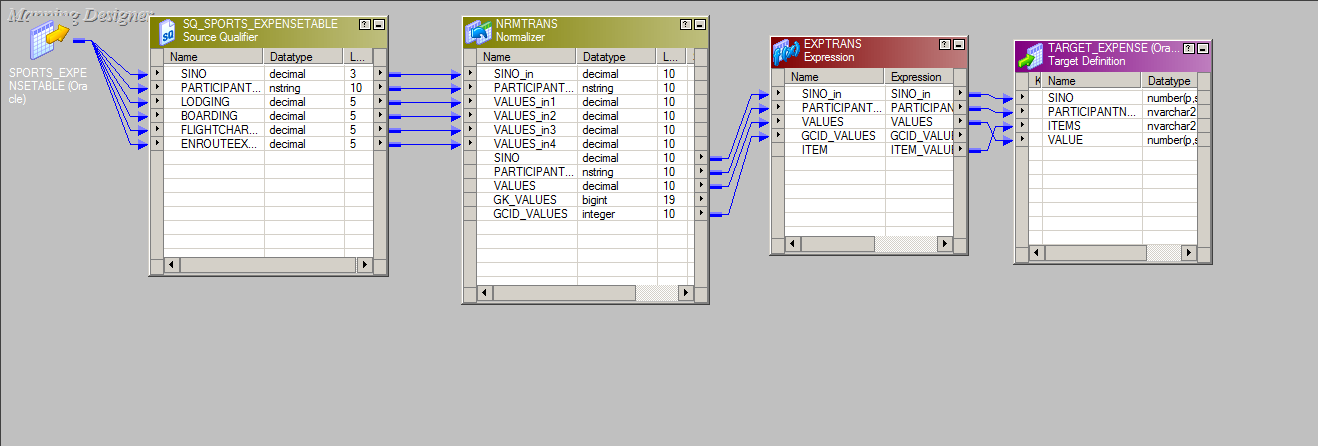 Mapping Designer
SPORTS_EXPE
NSETABLE (Ora
cle)
SQ_SPORTS_EXPENSETABLE
Source Qualifier
Name Datatype L...
SINO decimal 3
PARTICIPANT... nstring 10
LODGING decimal 5
BOARDING decimal 5
FLIGHTCHAR... decimal 5
ENROUTEEX... decimal 5
NRMTRANS
Normalizer
Name Datatype L...
SINO_in decimal 10
PARTICIPANT... nstring 10
VALUES_in1 decimal 10
VALUES_in2 decimal 10
VALUES_in3 decimal 10
VALUES_in4 decimal 10
SINO decimal 10
PARTICIPANT... nstring 10
VALUES decimal 10
GK_VALUES bigint 19
GCID_VALUES integer 10
EXPTRANS
Expression
Name Expression
SINO_in SINO_in
PARTICIPANT... PARTICIPAN
VALUES VALUES
GCID_VALUES GCID_VALU
ITEM ITEM_VALU
TARGET_EXPENSE (Ora...
Target Definition
K Name Datatype
SINO number(p,s
PARTICIPANTN... nvarchar2
ITEMS nvarchar2
VALUE number(p,s